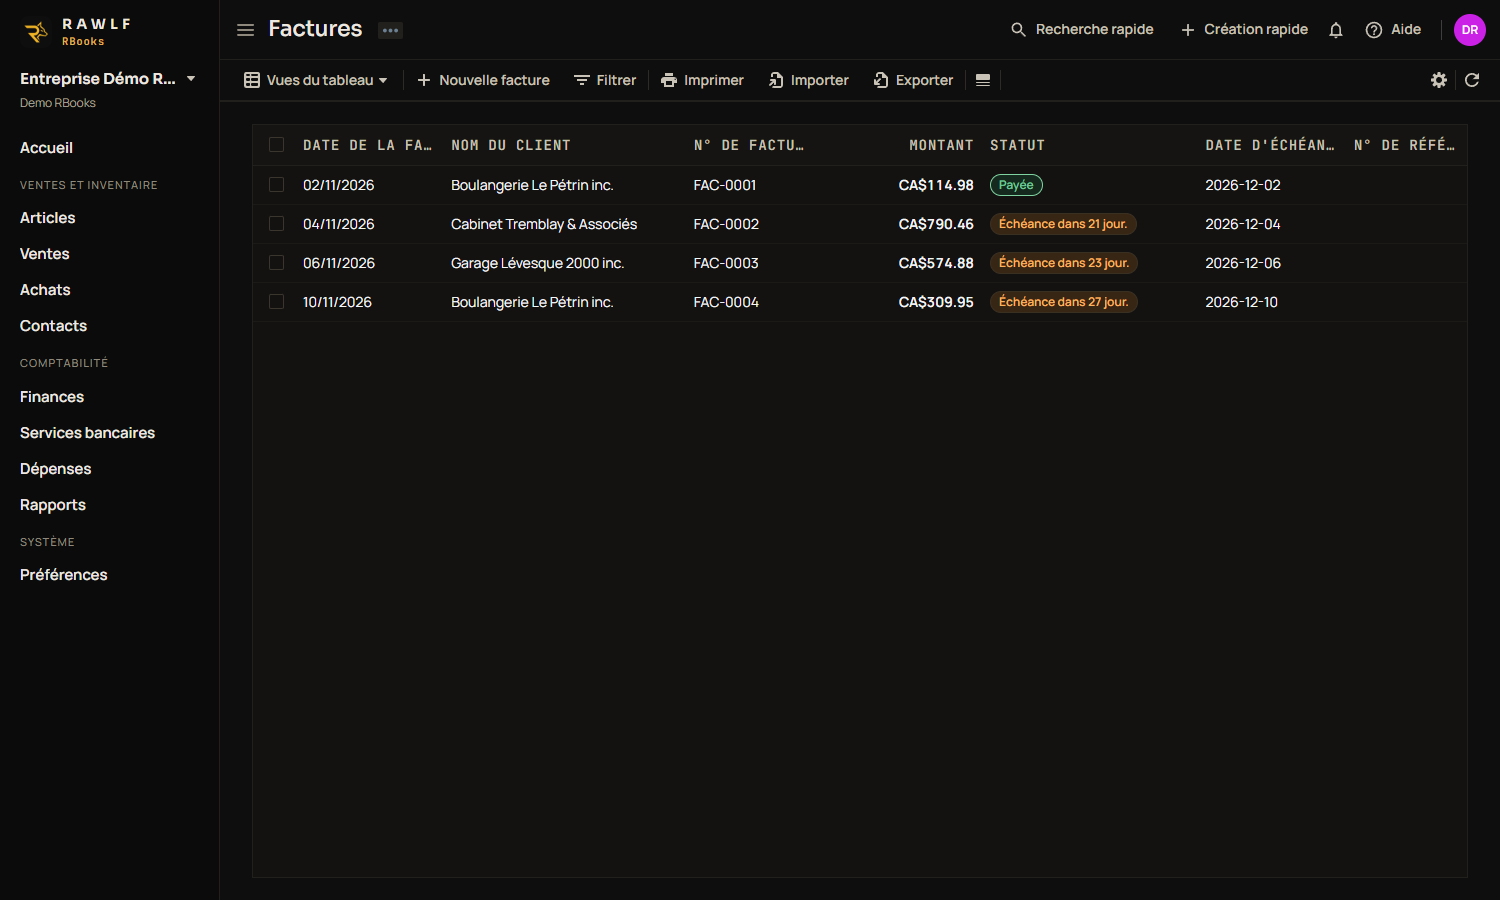 RAWLF
RBooks
Entreprise Démo R...
Demo RBooks
Accueil
VENTES ET INVENTAIRE
Articles
Ventes
Achats
Contacts
COMPTABILITÉ
Finances
Services bancaires
Dépenses
Rapports
SYSTÈME
Préférences
Factures
Recherche rapide
Création rapide
Aide
DR
Vues du tableau
Nouvelle facture
Filtrer
Imprimer
Importer
Exporter
DATE DE LA FA… NOM DU CLIENT N° DE FACTU… MONTANT STATUT DATE D'ÉCHÉAN… N° DE RÉFÉ…
02/11/2026 Boulangerie Le Pétrin inc. FAC-0001 CA$114.98 Payée 2026-12-02
04/11/2026 Cabinet Tremblay & Associés FAC-0002 CA$790.46 Échéance dans 21 jour. 2026-12-04
06/11/2026 Garage Lévesque 2000 inc. FAC-0003 CA$574.88 Échéance dans 23 jour. 2026-12-06
10/11/2026 Boulangerie Le Pétrin inc. FAC-0004 CA$309.95 Échéance dans 27 jour. 2026-12-10